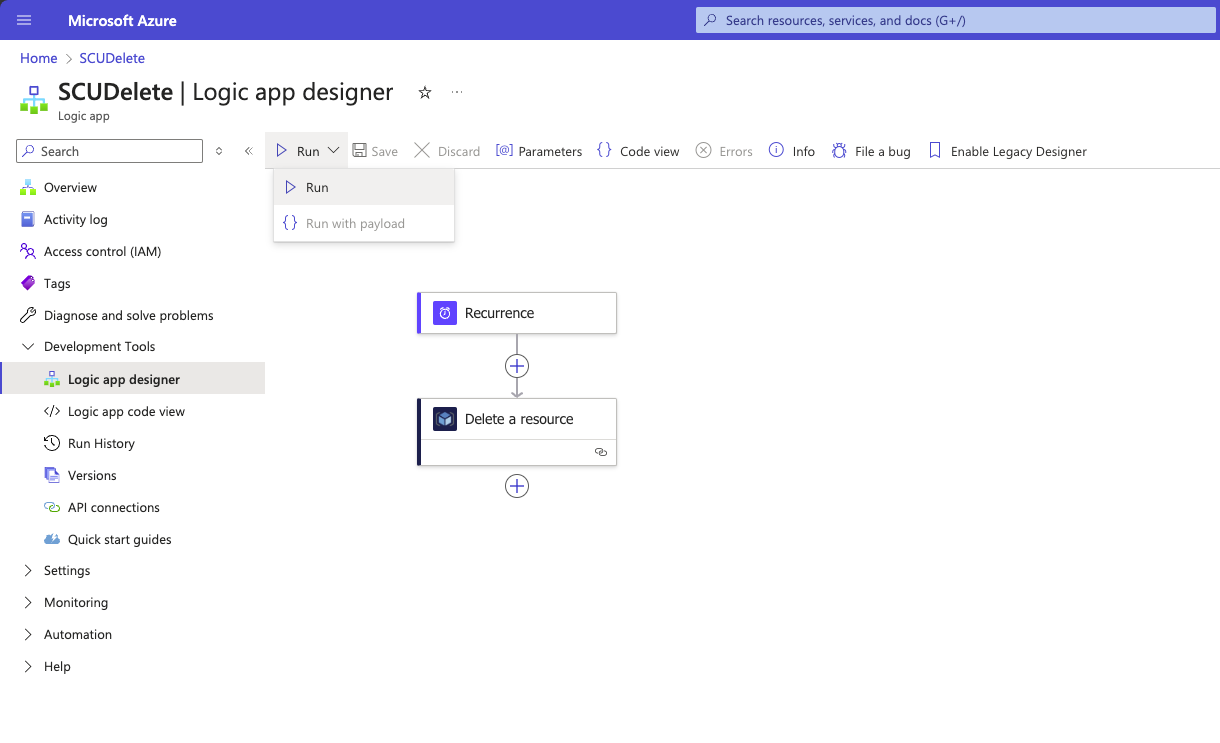 Microsoft Azure
Search resources, services, and docs (G+/)
Home > SCUDelete
SCUDelete | Logic app designer
Logic app
Search
Run
Save
Discard
Parameters
Code view
Errors
Info
File a bug
Enable Legacy Designer
Run
Run with payload
Overview
Activity log
Access control (IAM)
Tags
Diagnose and solve problems
Development Tools
Logic app designer
Logic app code view
Run History
Versions
API connections
Quick start guides
Settings
Monitoring
Automation
Help
Recurrence
Delete a resource